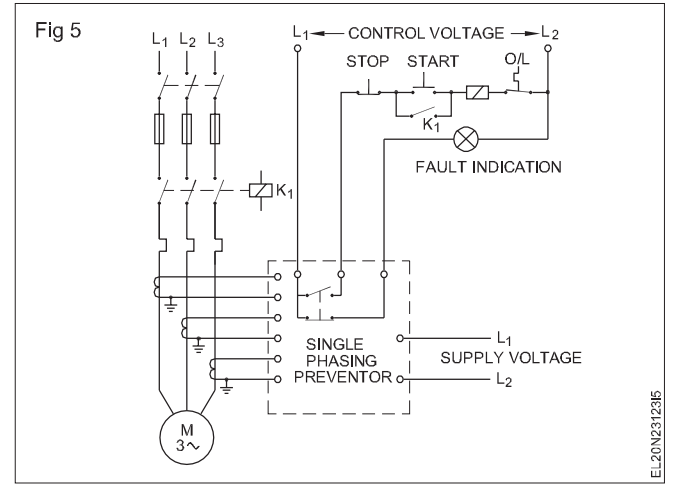 Fig 5
L1 L2 L3
L1 CONTROL VOLTAGE L2
STOP START O/L
K1
FAULT INDICATION
K1
SINGLE
PHASING
PREVENTOR
L1
SUPPLY VOLTAGE
L2
M
3~
EL20N23123I5